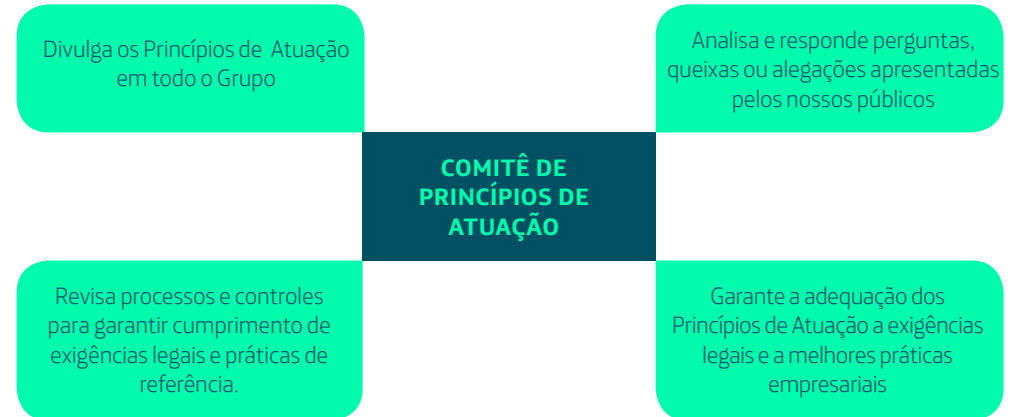 Divulga os Princípios de Atuação
em todo o Grupo
Analisa e responde perguntas,
queixas ou alegações apresentadas
pelos nossos públicos
COMITÊ DE
PRINCÍPIOS DE
ATUAÇÃO
Revisa processos e controles
para garantir cumprimento de
exigências legais e práticas de
referência.
Garante a adequação dos
Princípios de Atuação a exigências
legais e a melhores práticas
empresariais